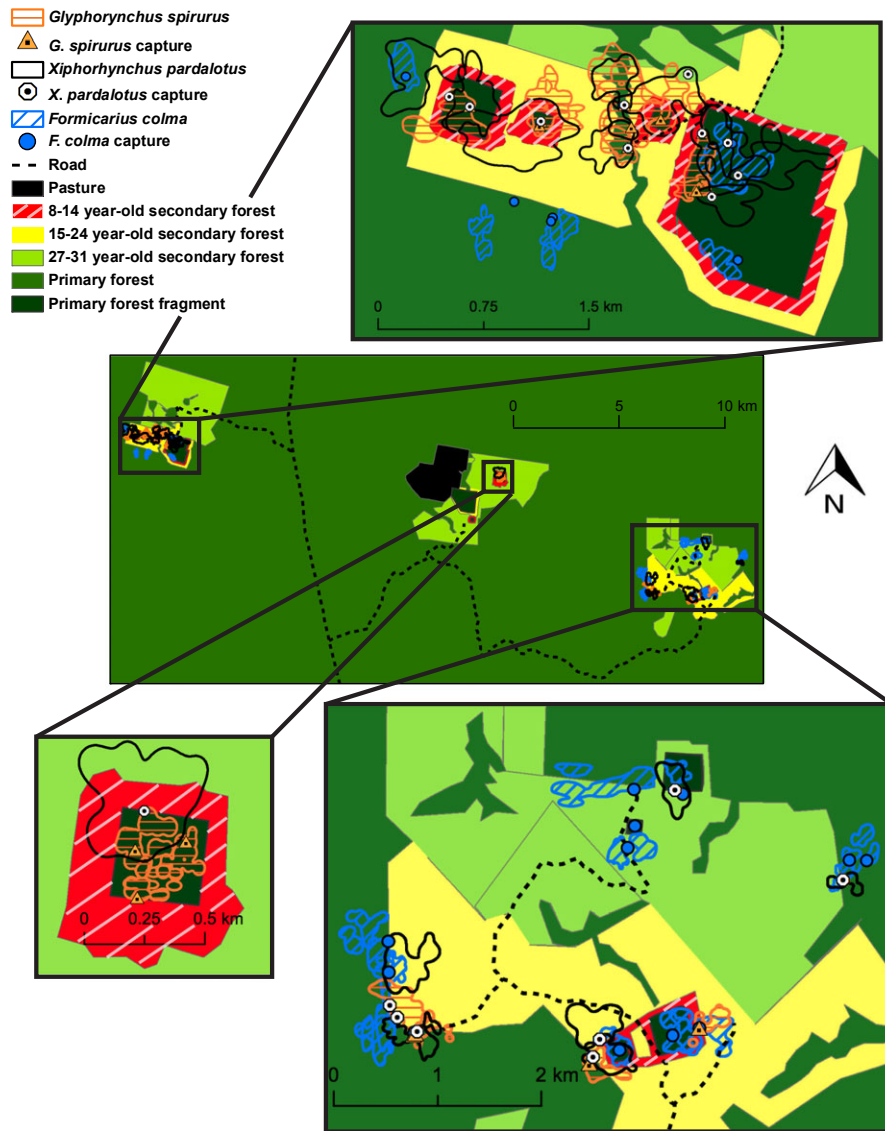 Glyphorynchus spirurus
G. spirurus capture
Xiphorhynchus pardalotus
X. pardalotus capture
Formicarius colma
F. colma capture
Road
Pasture
8-14 year-old secondary forest
15-24 year-old secondary forest
27-31 year-old secondary forest
Primary forest
Primary forest fragment
0 0.75 1.5 km
0 5 10 km
N
0 0.25 0.5 km
0 1 2 km